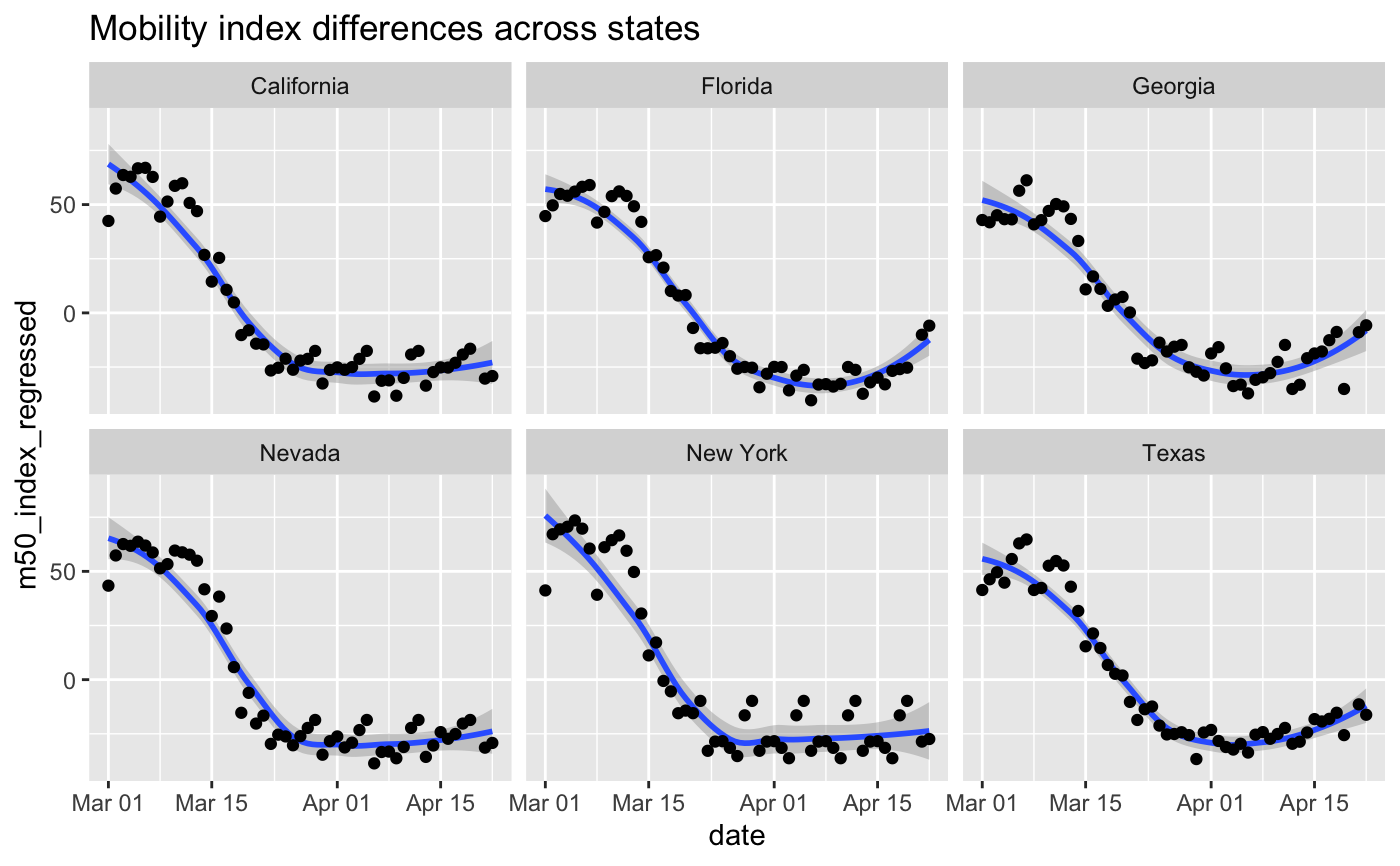 Mobility index differences across states
California Florida Georgia
50
0
Nevada New York Texas
50
0
m50_index_regressed
Mar 01 Mar 15 Apr 01 Apr 15 Mar 01 Mar 15 Apr 01 Apr 15 Mar 01 Mar 15 Apr 01 Apr 15
date